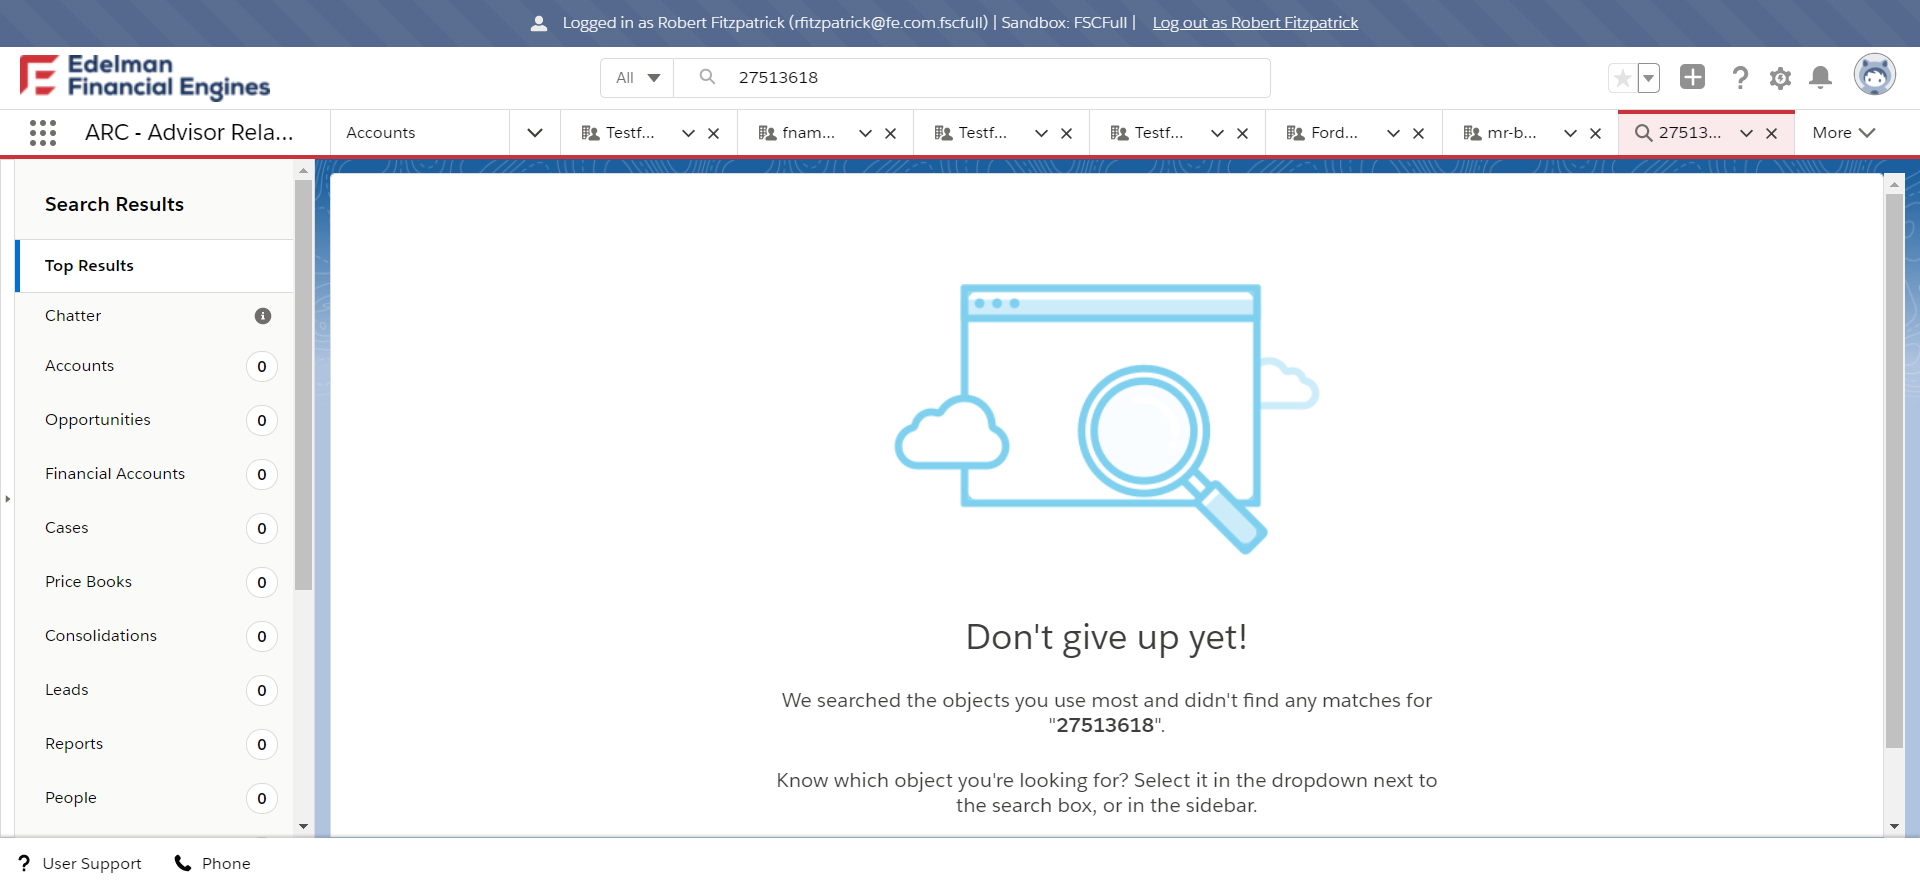 Logged in as Robert Fitzpatrick (rfitzpatrick@fe.com.fscfull) | Sandbox: FSCFull | Log out as Robert Fitzpatrick
Edelman
Financial Engines
All
27513618
ARC - Advisor Rela...
Accounts
Testf...
fnam...
Testf...
Testf...
Ford...
mr-b...
27513...
More
Search Results
Top Results
Chatter
Accounts 0
Opportunities 0
Financial Accounts 0
Cases 0
Price Books 0
Consolidations 0
Leads 0
Reports 0
People 0
Don't give up yet!
We searched the objects you use most and didn't find any matches for
"27513618".
Know which object you're looking for? Select it in the dropdown next to
the search box, or in the sidebar.
User Support
Phone